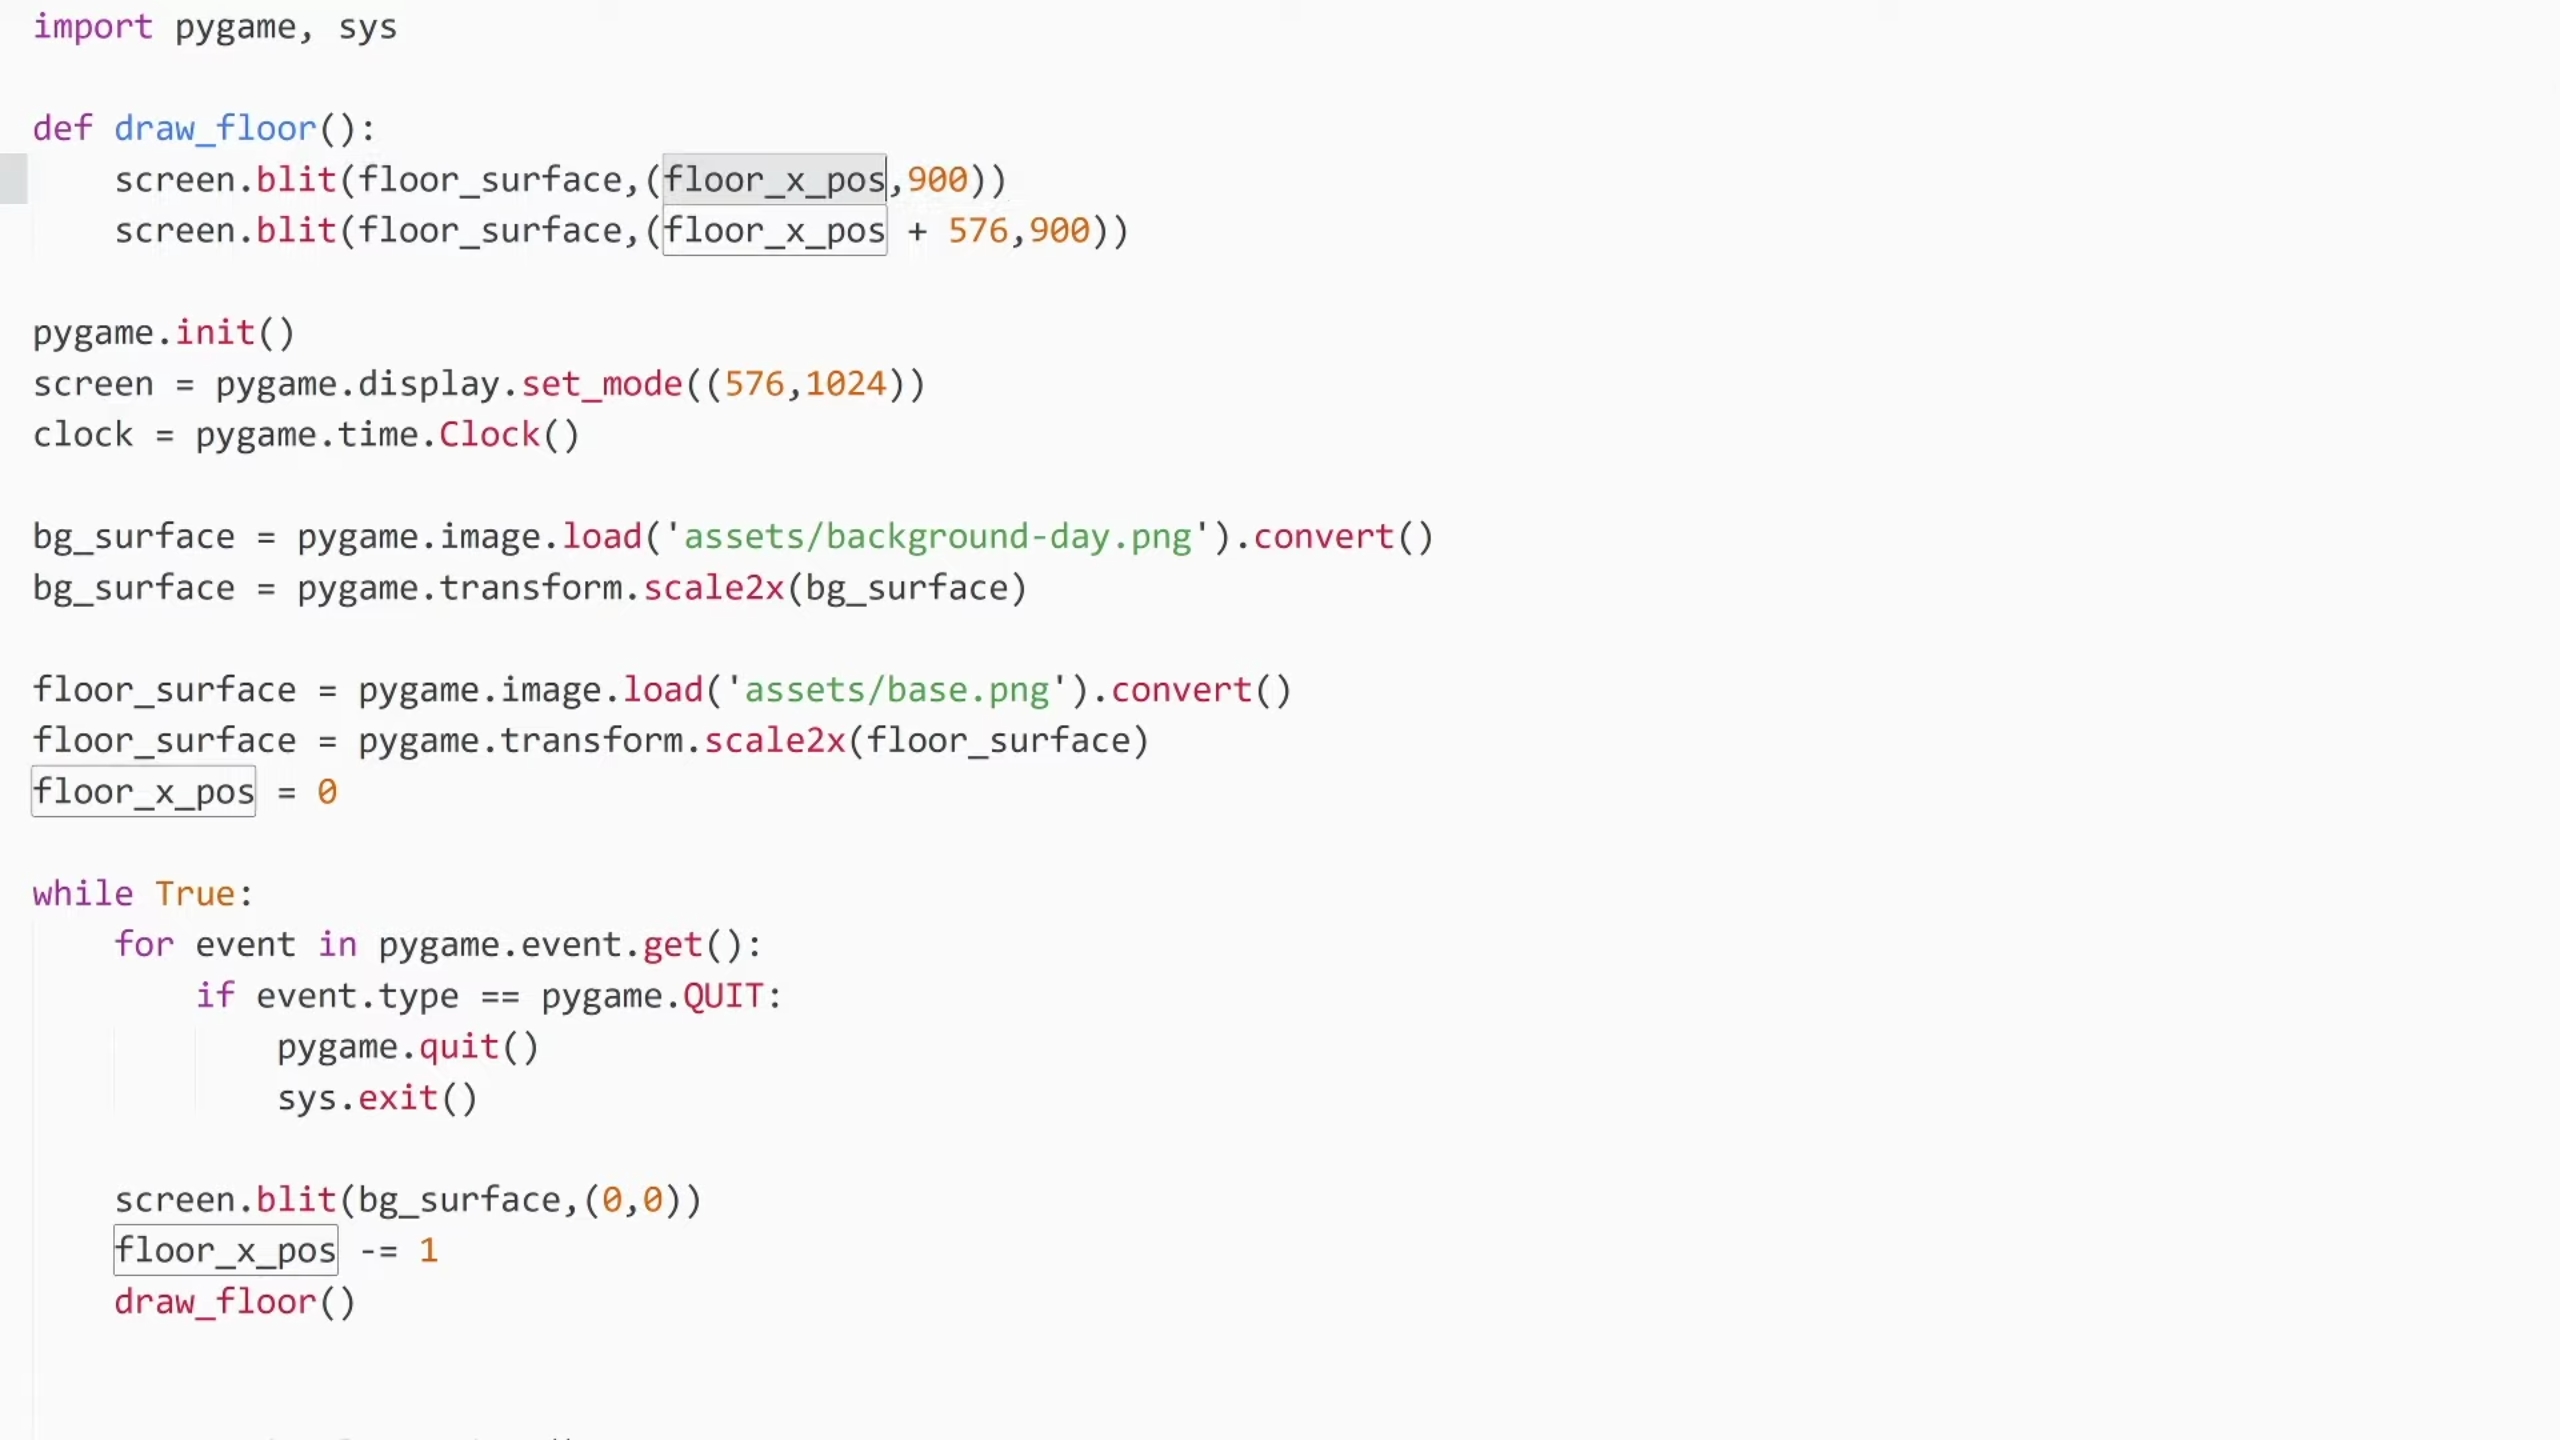 import pygame, sys
def draw_floor():
    screen.blit(floor_surface,(floor_x_pos,900))
    screen.blit(floor_surface,(floor_x_pos + 576,900))
pygame.init()
screen = pygame.display.set_mode((576,1024))
clock = pygame.time.Clock()
bg_surface = pygame.image.load('assets/background-day.png').convert()
bg_surface = pygame.transform.scale2x(bg_surface)
floor_surface = pygame.image.load('assets/base.png').convert()
floor_surface = pygame.transform.scale2x(floor_surface)
floor_x_pos = 0
while True:
    for event in pygame.event.get():
        if event.type == pygame.QUIT:
            pygame.quit()
            sys.exit()
    screen.blit(bg_surface,(0,0))
    floor_x_pos -= 1
    draw_floor()